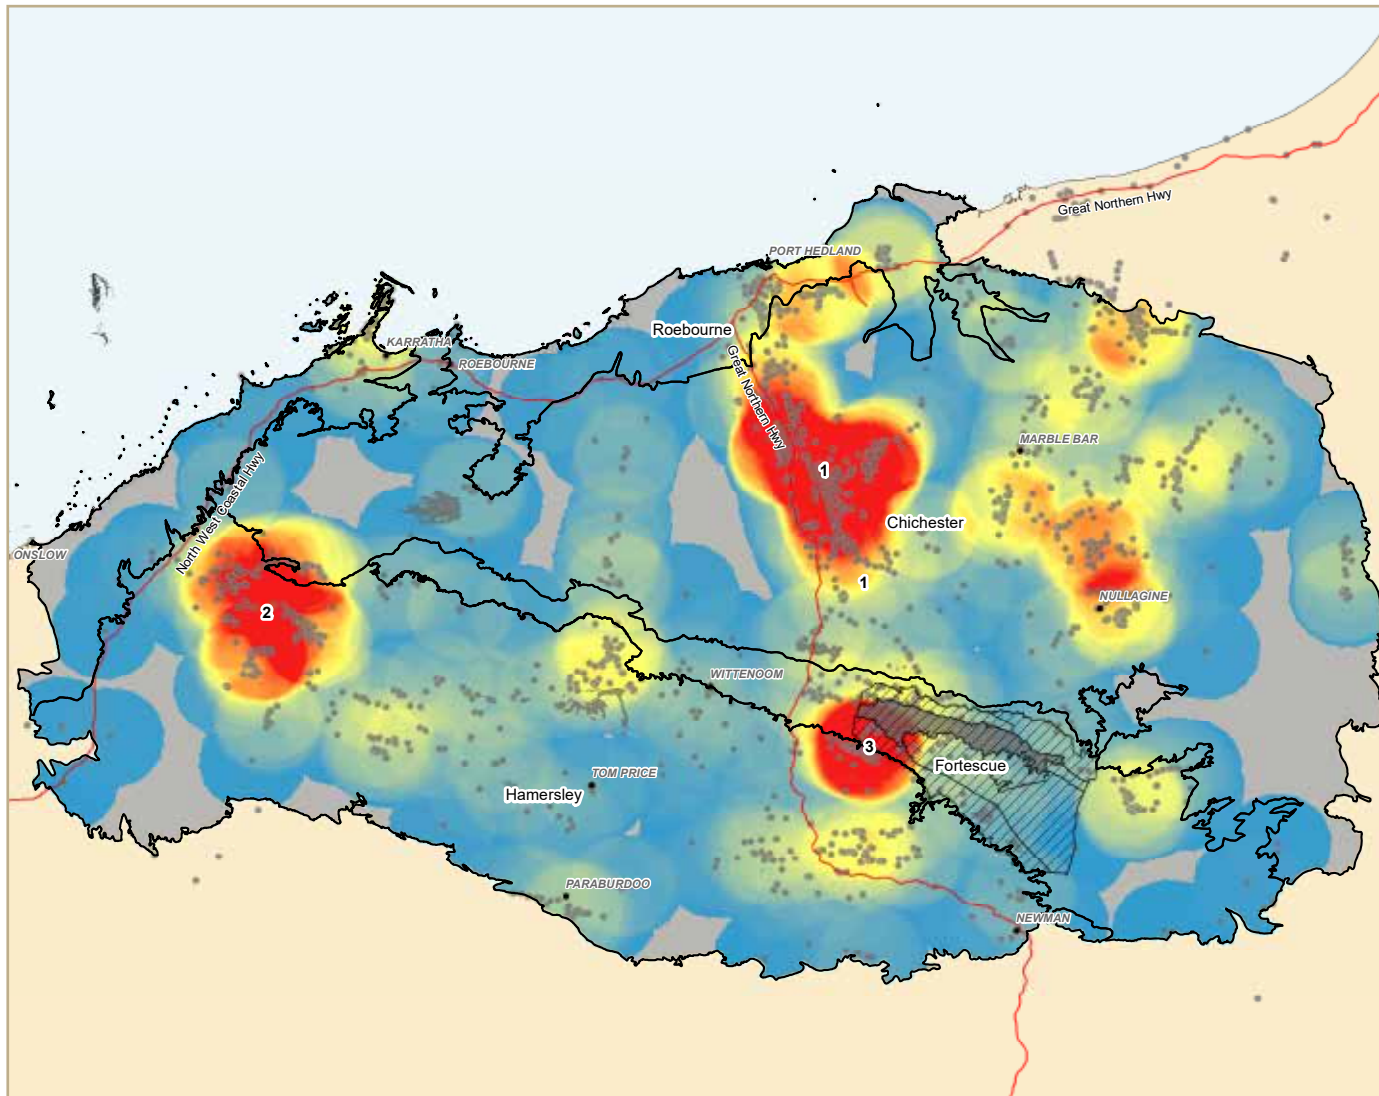 Great Northern Hwy
PORT HEDLAND
Roebourne
KARRATHA
ROEBOURNE
Great Northern Hwy
MARBLE BAR
1
North West Coastal Hwy
Chichester
ONSLOW
1
NULLAGINE
2
WITTENOOM
3
Fortescue
TOM PRICE
Hamersley
PARABURDOO
NEWMAN